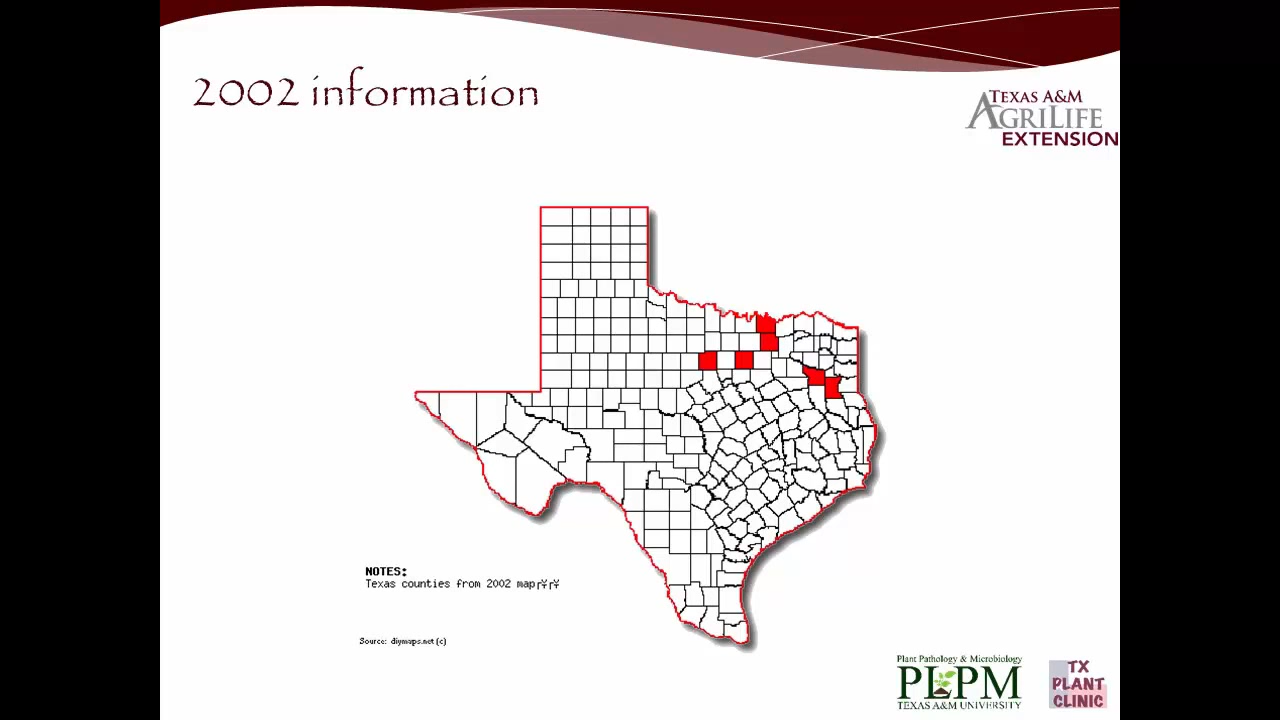 2002 information
TEXAS A&M
AGRILIFE
EXTENSION
NOTES:
Texas counties from 2002 map┌¥┌¥
Source: diymaps.net (c)
Plant Pathology & Microbiology
PLPM
TEXAS A&M UNIVERSITY
TX
PLANT
CLINIC